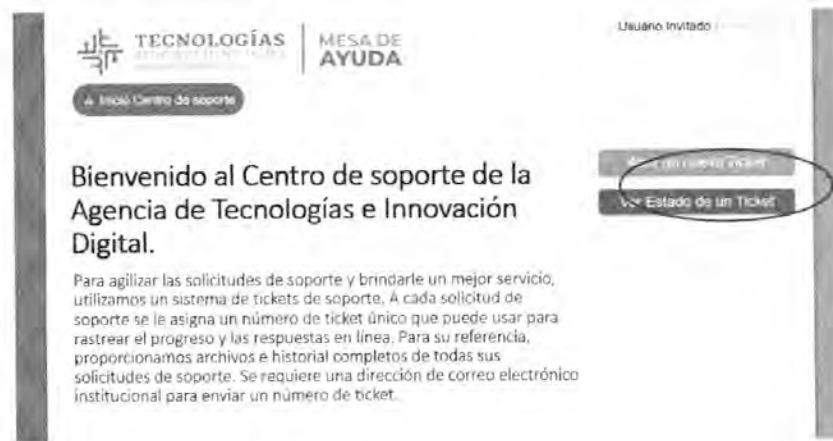 TECNOLOGÍAS
MESA DE
AYUDA
Usuario Invitado
Inicio Centro de soporte
Ver Estado de un Ticket
Bienvenido al Centro de soporte de la
Agencia de Tecnologías e Innovación
Digital.
Para agilizar las solicitudes de soporte y brindarle un mejor servicio,
utilizamos un sistema de tickets de soporte. A cada solicitud de
soporte se le asigna un número de ticket único que puede usar para
rastrear el progreso y las respuestas en línea. Para su referencia,
proporcionamos archivos e historial completos de todas sus
solicitudes de soporte. Se requiere una dirección de correo electrónico
institucional para enviar un número de ticket.